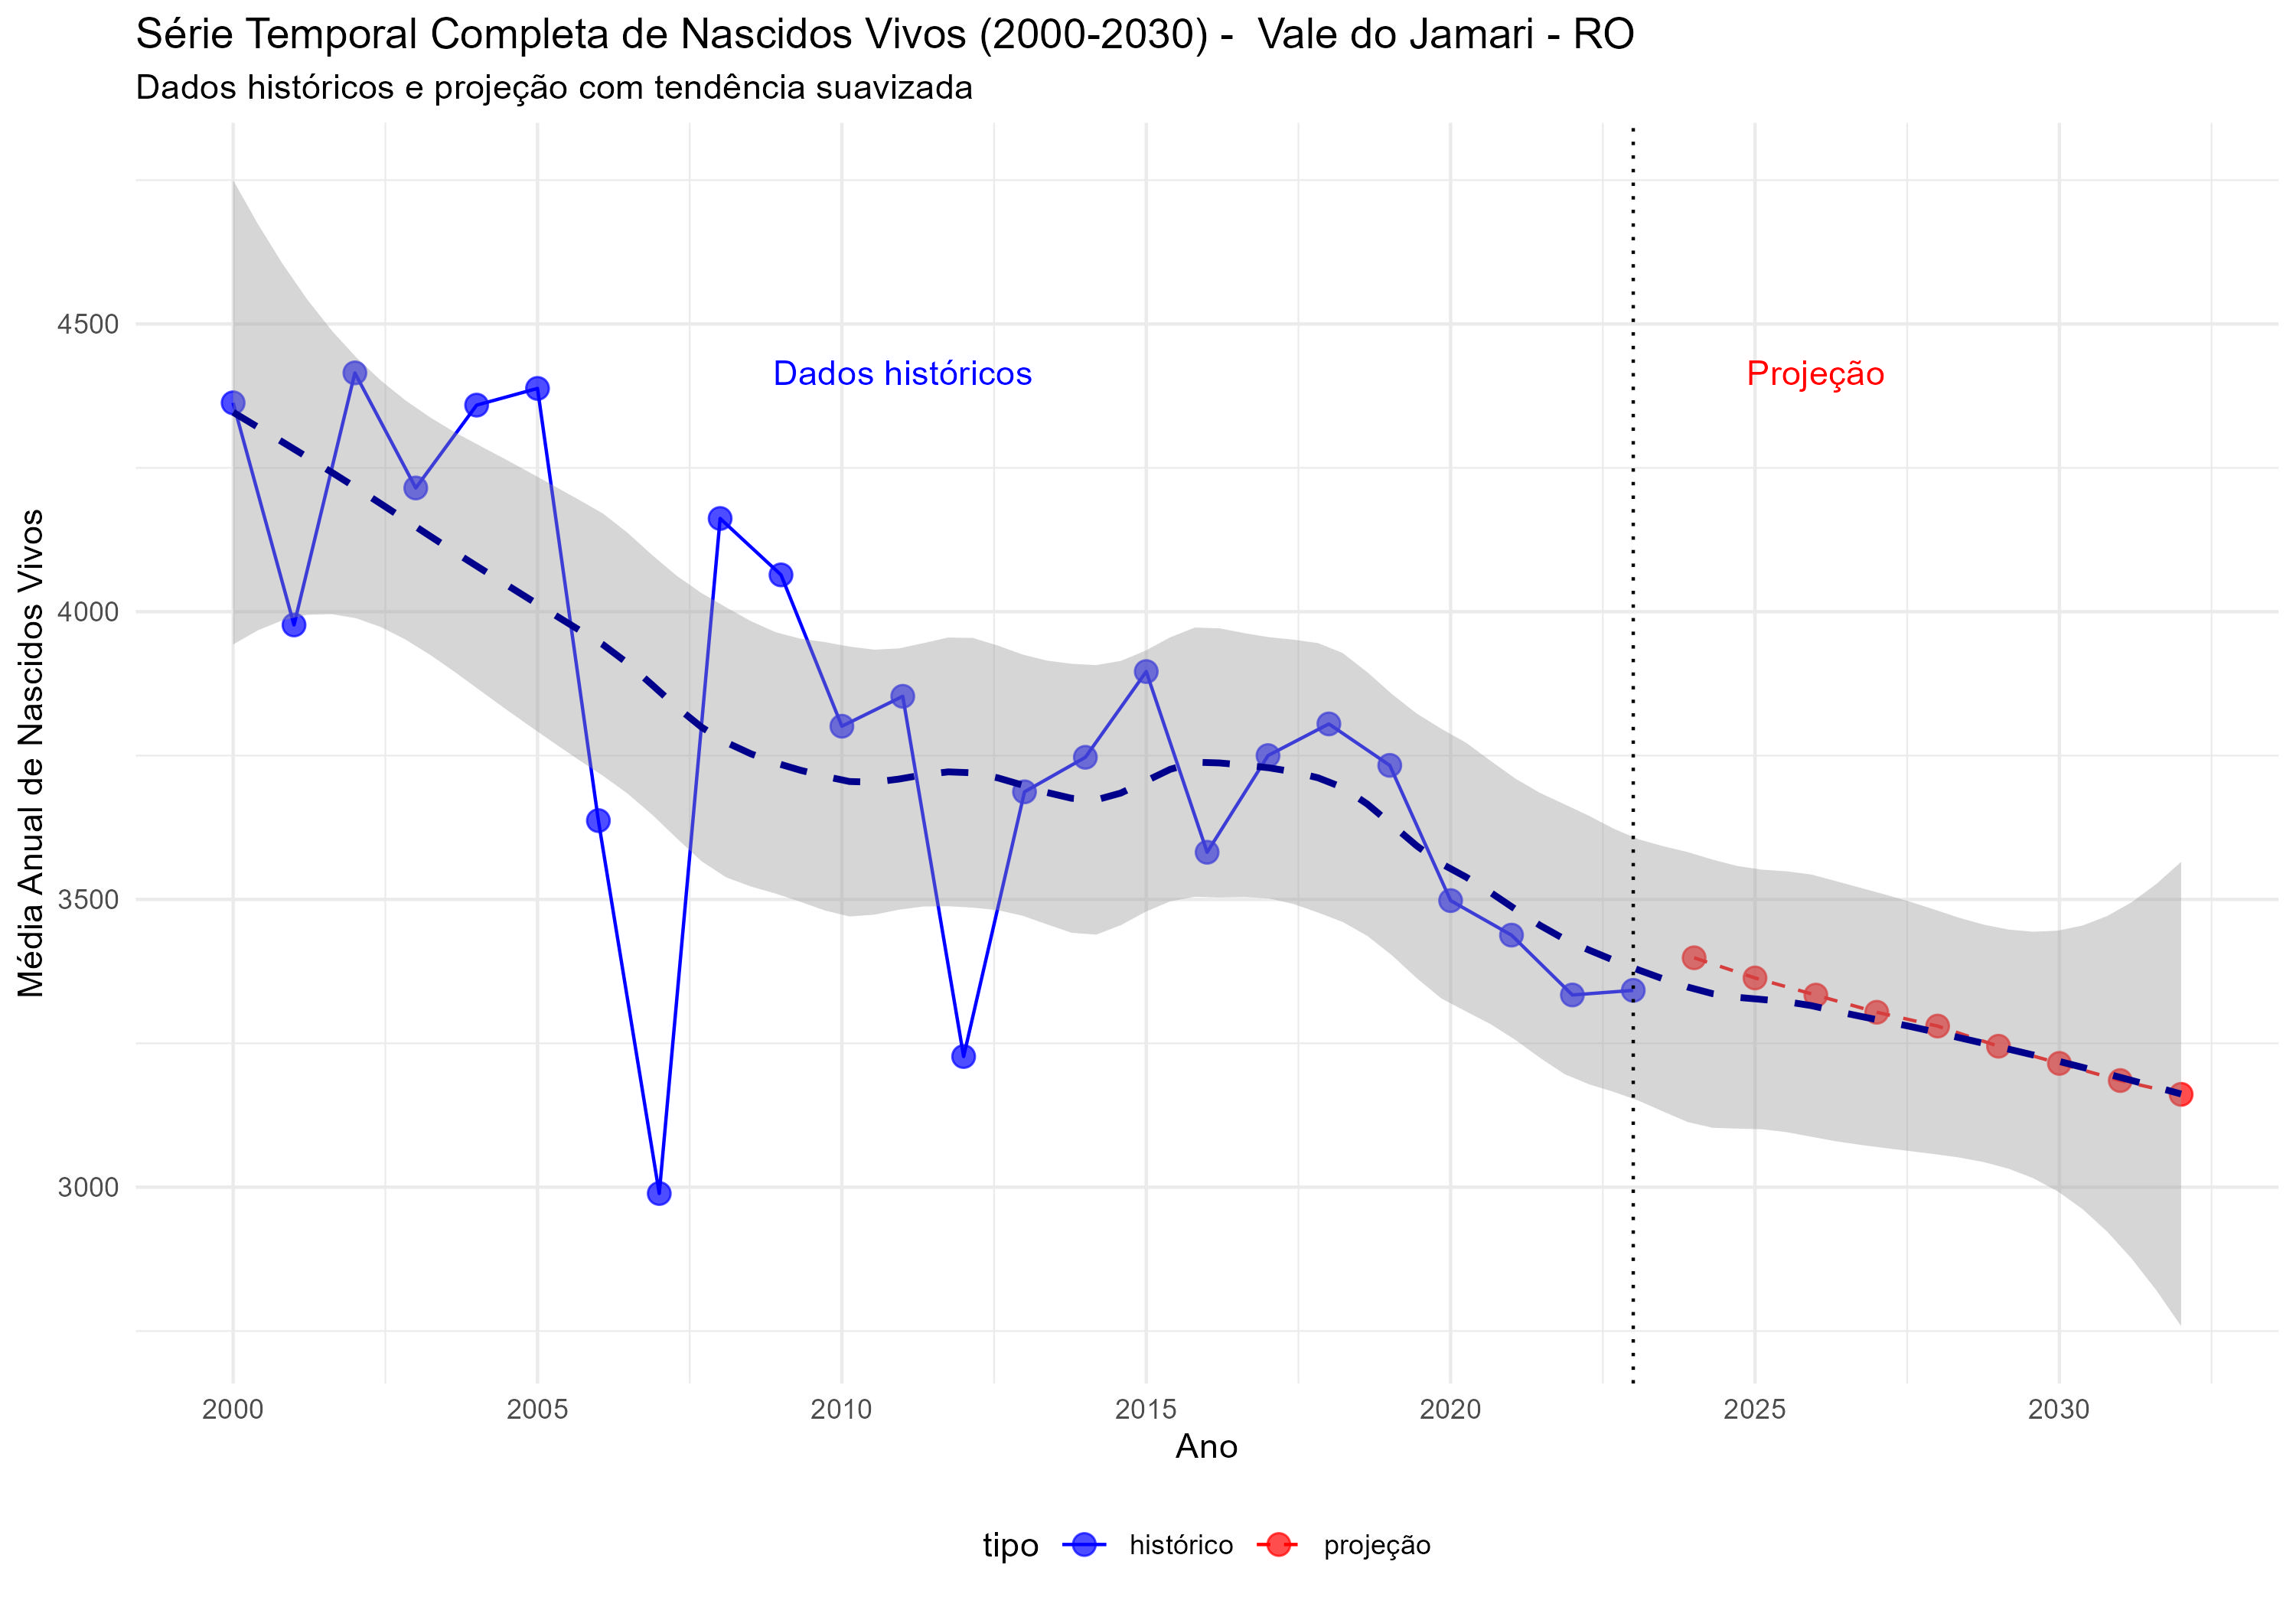 Série Temporal Completa de Nascidos Vivos (2000-2030) -  Vale do Jamari - RO
Dados históricos e projeção com tendência suavizada
Média Anual de Nascidos Vivos
4500
4000
3500
3000
Dados históricos
Projeção
2000 2005 2010 2015 2020 2025 2030
Ano
tipo histórico projeção